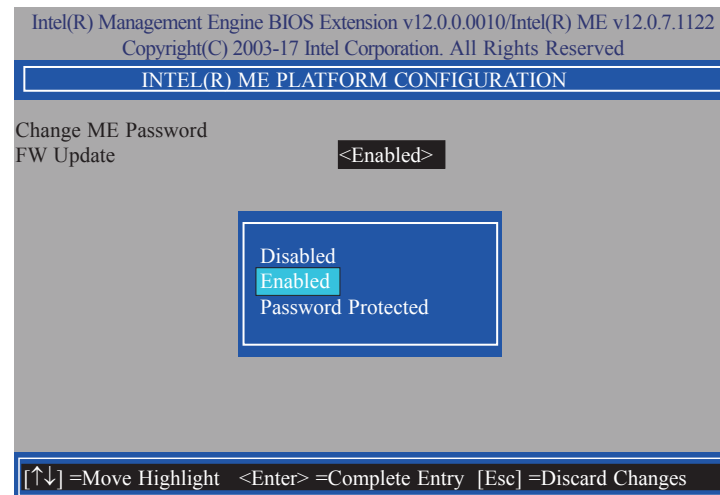 Intel(R) Management Engine BIOS Extension v12.0.0.0010/Intel(R) ME v12.0.7.1122
Copyright(C) 2003-17 Intel Corporation. All Rights Reserved
INTEL(R) ME PLATFORM CONFIGURATION
Change ME Password
FW Update <Enabled>
Disabled
Enabled
Password Protected
[↑↓] =Move Highlight <Enter> =Complete Entry [Esc] =Discard Changes